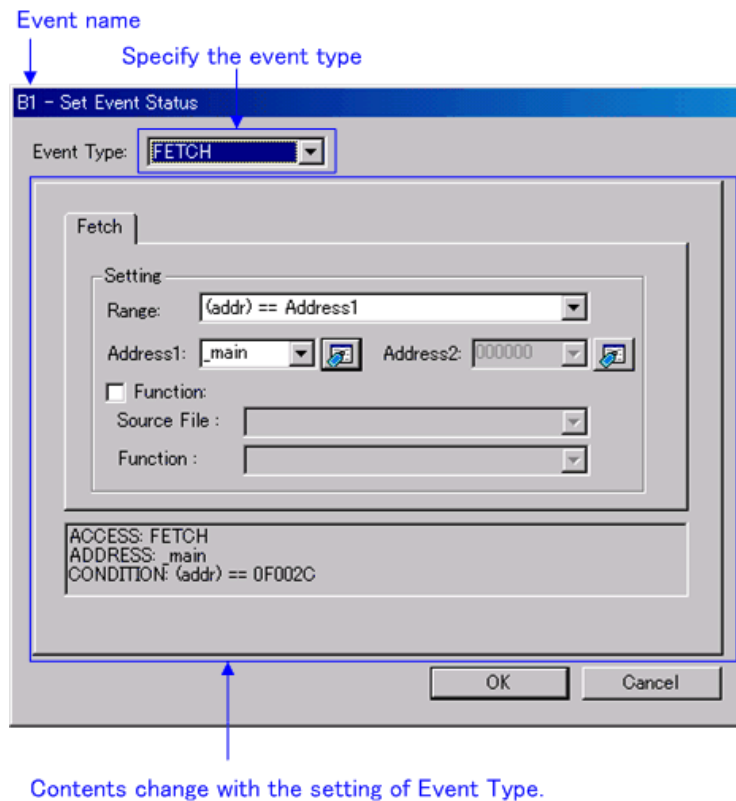 Event name
Specify the event type
B1 - Set Event Status
Event Type: FETCH
Fetch
Setting
Range: (addr) == Address1
Address1: _main Address2: 000000
Function:
Source File :
Function :
ACCESS: FETCH
ADDRESS: _main
CONDITION: (addr) == 0F002C
OK Cancel
Contents change with the setting of Event Type.